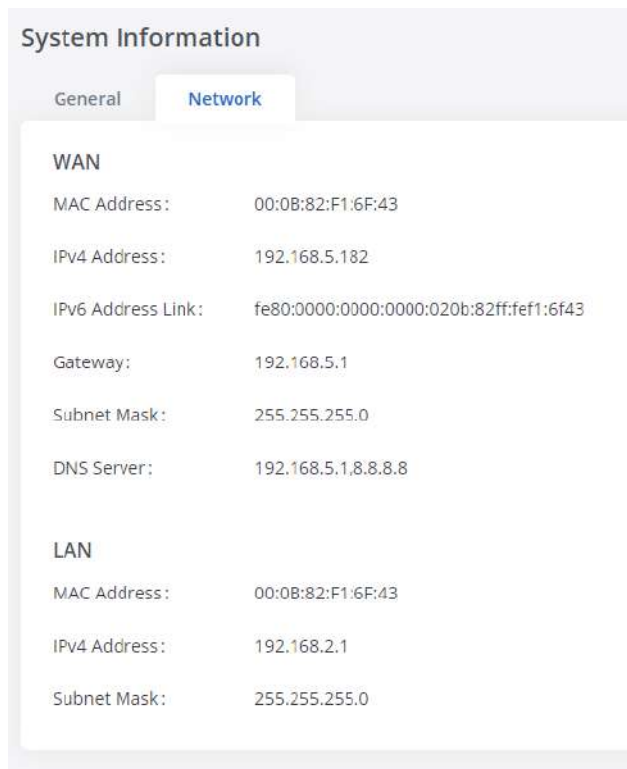 System Information
General Network
WAN
MAC Address: 00:0B:82:F1:6F:43
IPv4 Address: 192.168.5.182
IPv6 Address Link: fe80:0000:0000:0000:020b:82ff:fef1:6f43
Gateway: 192.168.5.1
Subnet Mask: 255.255.255.0
DNS Server: 192.168.5.1,8.8.8.8
LAN
MAC Address: 00:0B:82:F1:6F:43
IPv4 Address: 192.168.2.1
Subnet Mask: 255.255.255.0